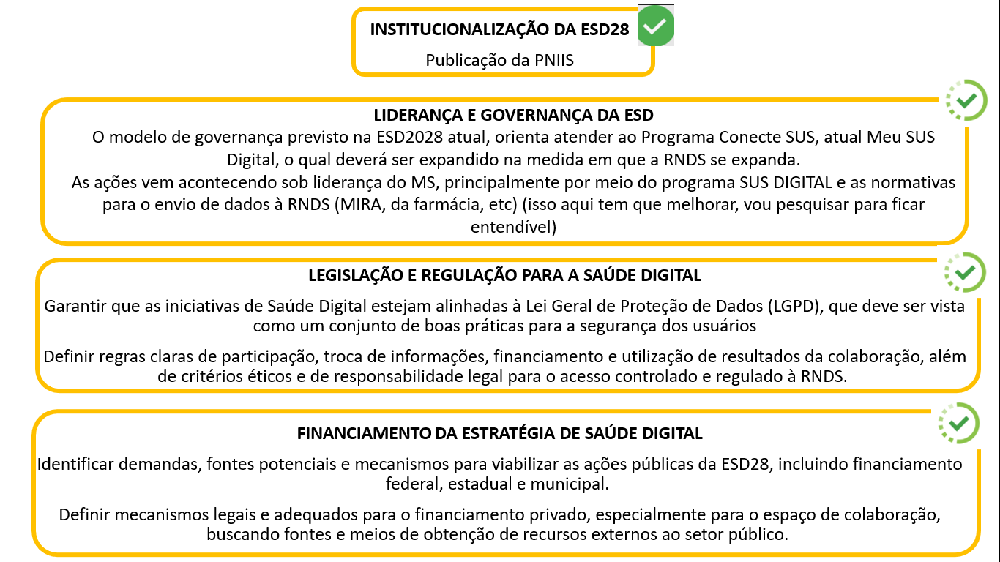 INSTITUCIONALIZAÇÃO DA ESD28
Publicação da PNIIS
LIDERANÇA E GOVERNANÇA DA ESD
O modelo de governança previsto na ESD2028 atual, orienta atender ao Programa Conecte SUS, atual Meu SUS
Digital, o qual deverá ser expandido na medida em que a RNDS se expanda.
As ações vem acontecendo sob liderança do MS, principalmente por meio do programa SUS DIGITAL e as normativas
para o envio de dados à RNDS (MIRA, da farmácia, etc) (isso aqui tem que melhorar, vou pesquisar para ficar
entendível)
LEGISLAÇÃO E REGULAÇÃO PARA A SAÚDE DIGITAL
Garantir que as iniciativas de Saúde Digital estejam alinhadas à Lei Geral de Proteção de Dados (LGPD), que deve ser vista
como um conjunto de boas práticas para a segurança dos usuários
Definir regras claras de participação, troca de informações, financiamento e utilização de resultados da colaboração, além
de critérios éticos e de responsabilidade legal para o acesso controlado e regulado à RNDS.
FINANCIAMENTO DA ESTRATÉGIA DE SAÚDE DIGITAL
Identificar demandas, fontes potenciais e mecanismos para viabilizar as ações públicas da ESD28, incluindo financiamento
federal, estadual e municipal.
Definir mecanismos legais e adequados para o financiamento privado, especialmente para o espaço de colaboração,
buscando fontes e meios de obtenção de recursos externos ao setor público.